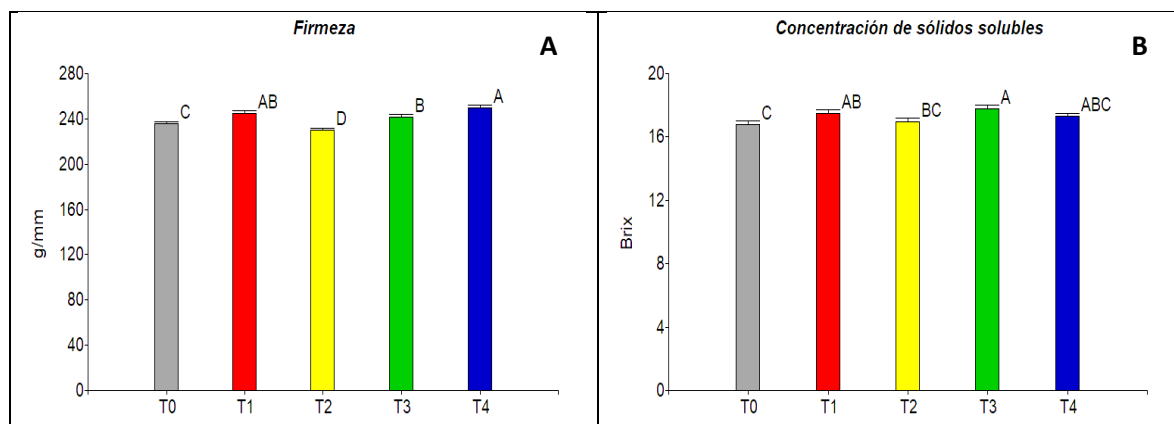 Firmeza
A
280
240
200
160
120
80
40
0
g/mm
C
AB
D
B
A
T0 T1 T2 T3 T4
Concentración de sólidos solubles
B
20
16
12
8
4
0
Brix
C
AB
BC
A
ABC
T0 T1 T2 T3 T4